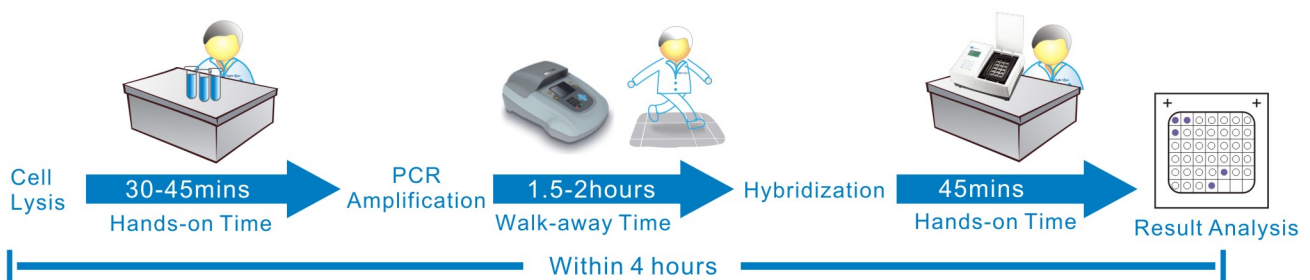 Cell
Lysis
30-45mins
Hands-on Time
PCR
Amplification
1.5-2hours
Walk-away Time
Hybridization
45mins
Hands-on Time
Result Analysis
Within 4 hours